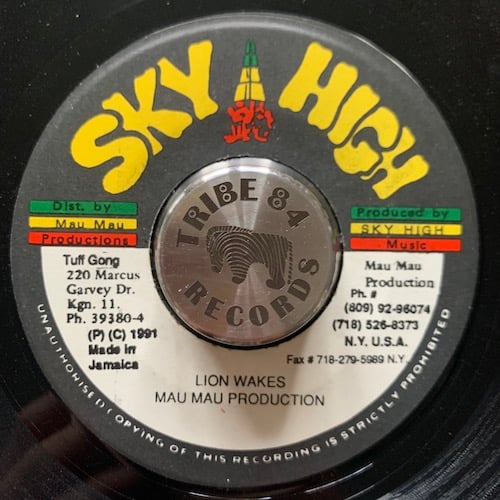 SKY HIGH
TRIBE 84
RECORDS
Dist. by
Mau Mau
Productions
Produced by
SKY HIGH
Music
Tuff Gong
220 Marcus
Garvey Dr.
Kgn. 11.
Ph. 39380-4
(P) (C) 1991
Made in
Jamaica
Mau Mau
Production
Ph. #
(809) 92-96074
(718) 526-8373
N.Y. U.S.A.
Fax # 718-279-5989 N.Y.
LION WAKES
MAU MAU PRODUCTION
UNAUTHORISED COPYING OF THIS RECORDING IS STRICTLY PROHIBITED